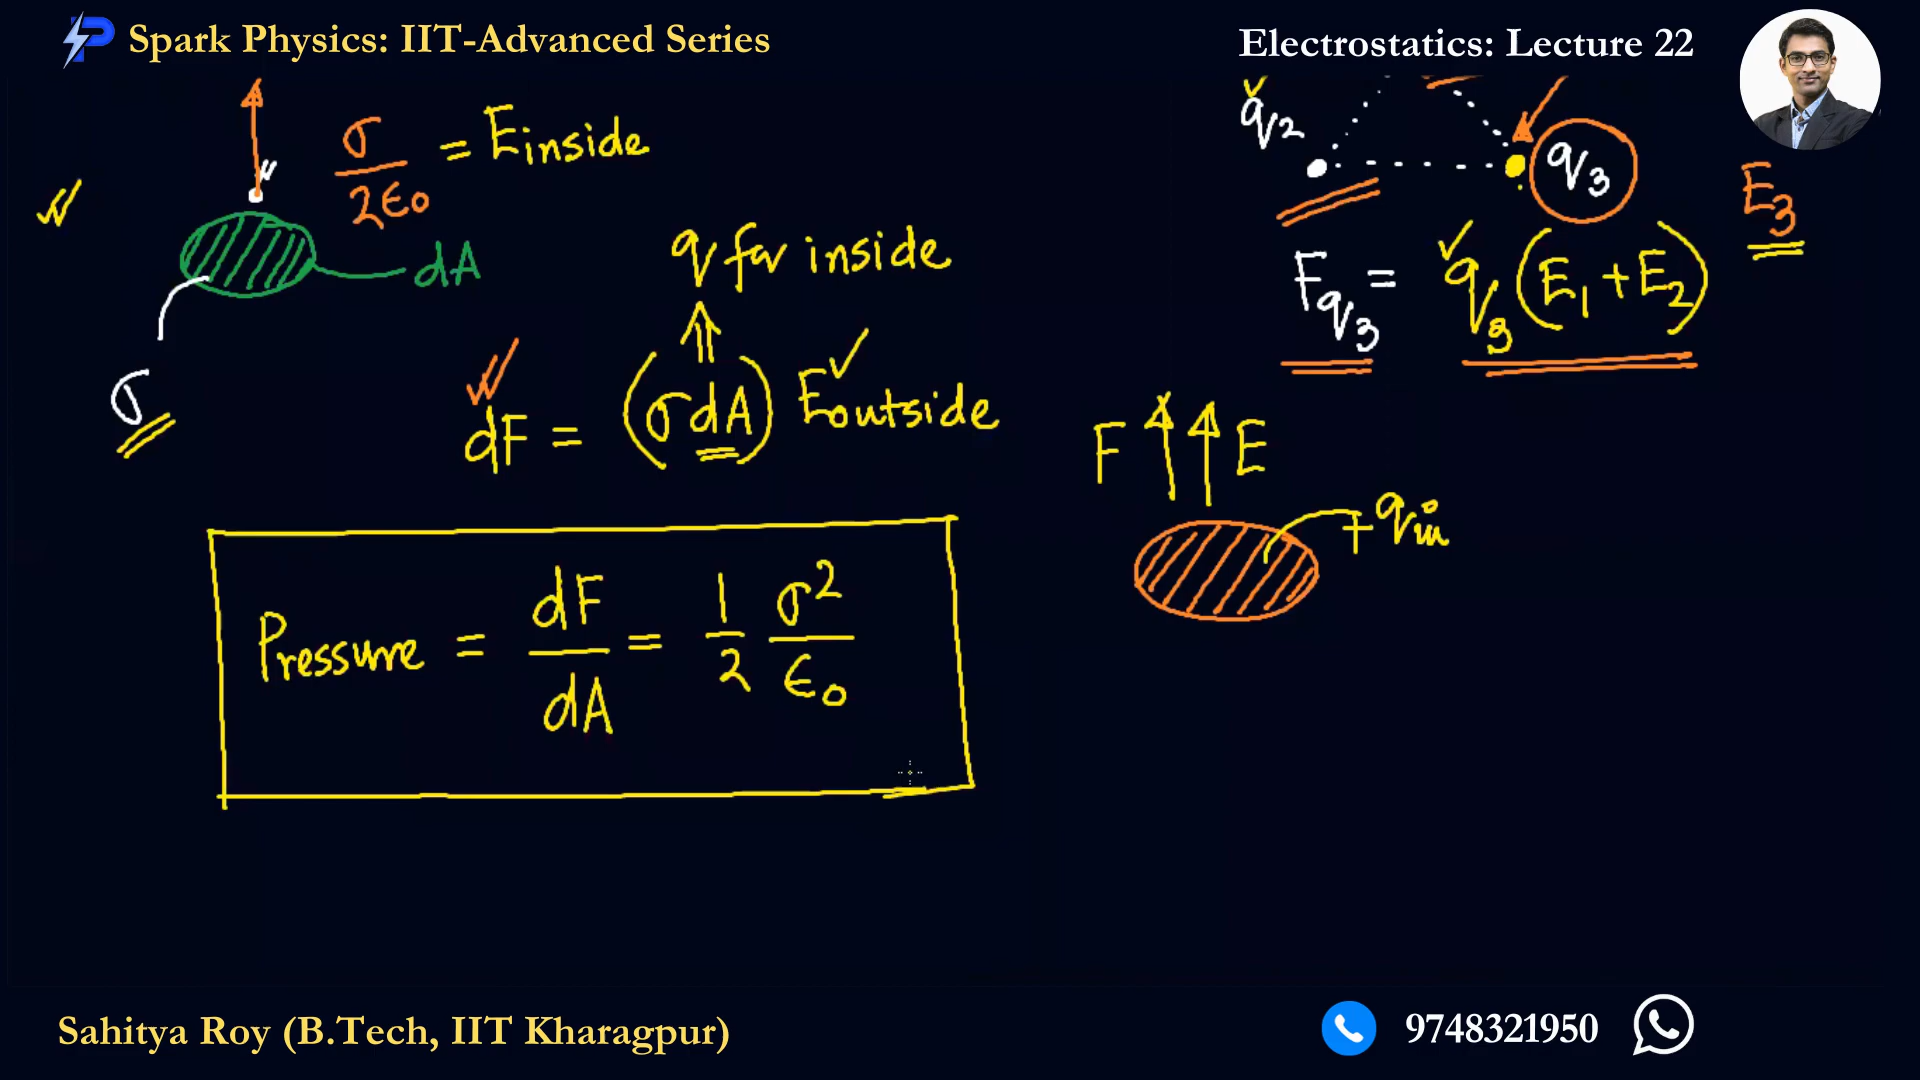 Spark Physics: IIT-Advanced Series
Electrostatics: Lecture 22
σ/2ϵ₀ = Einside
dA
σ
q for inside
dF = (σdA) Eoutside
Pressure = dF/dA = 1/2 σ²/ϵ₀
q₂
q₃
E₃
Fq₃ = q₃(E₁+E₂)
F E
+qin
Sahitya Roy (B.Tech, IIT Kharagpur)
9748321950